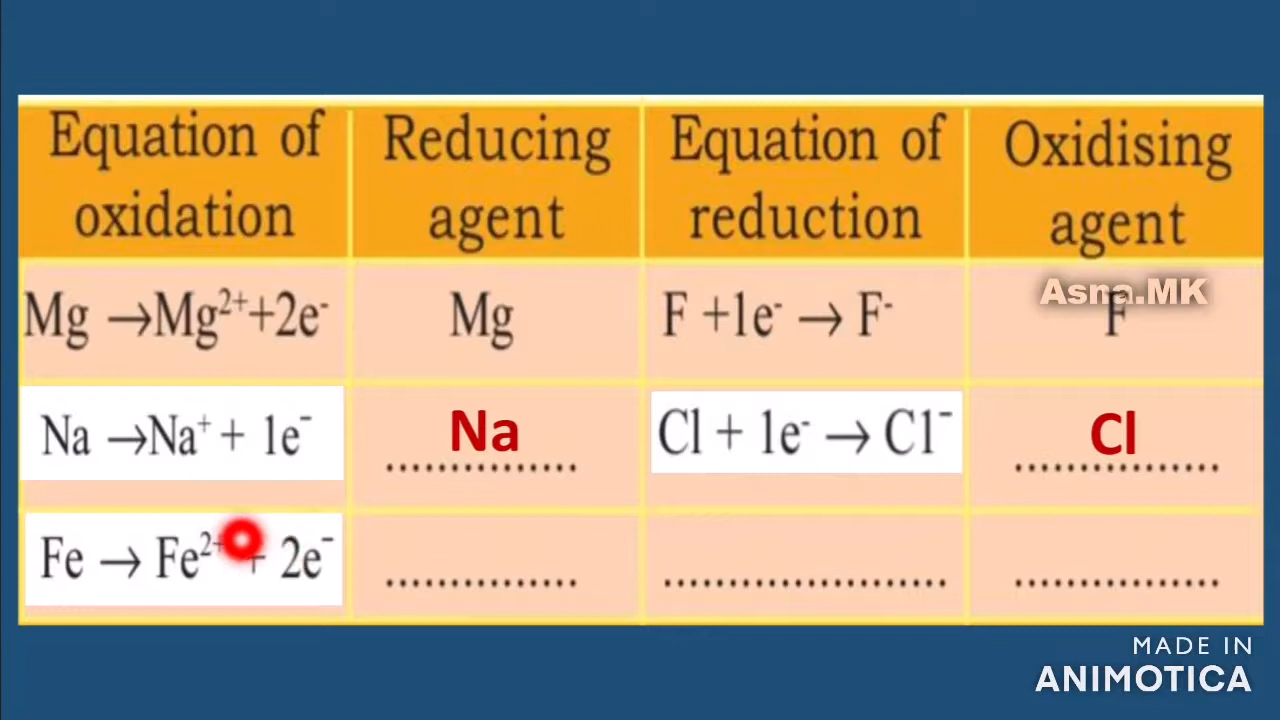 Equation of oxidation
Reducing agent
Equation of reduction
Oxidising agent
Asna.MK
Mg →Mg²⁺+2e⁻
Mg
F +1e⁻ → F⁻
F
Na →Na⁺ + 1e⁻
Na
...............
Cl + 1e⁻ → C1⁻
Cl
................
Fe → Fe²⁺ + 2e⁻
...............
......................
................
MADE IN
ANIMOTICA